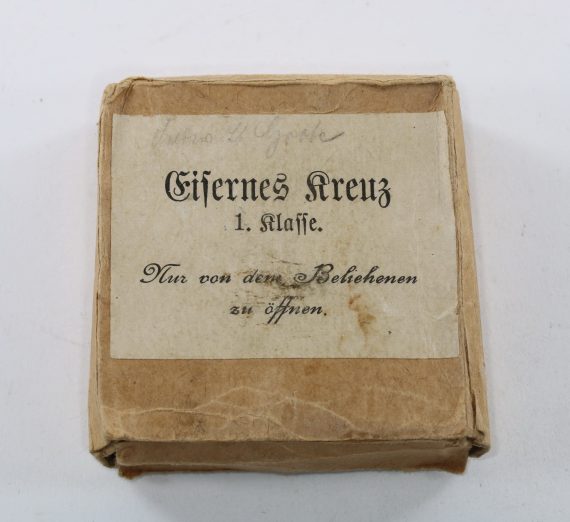 Eisernes Kreuz
1. Klasse.
Nur von dem Beliehenen
zu öffnen.